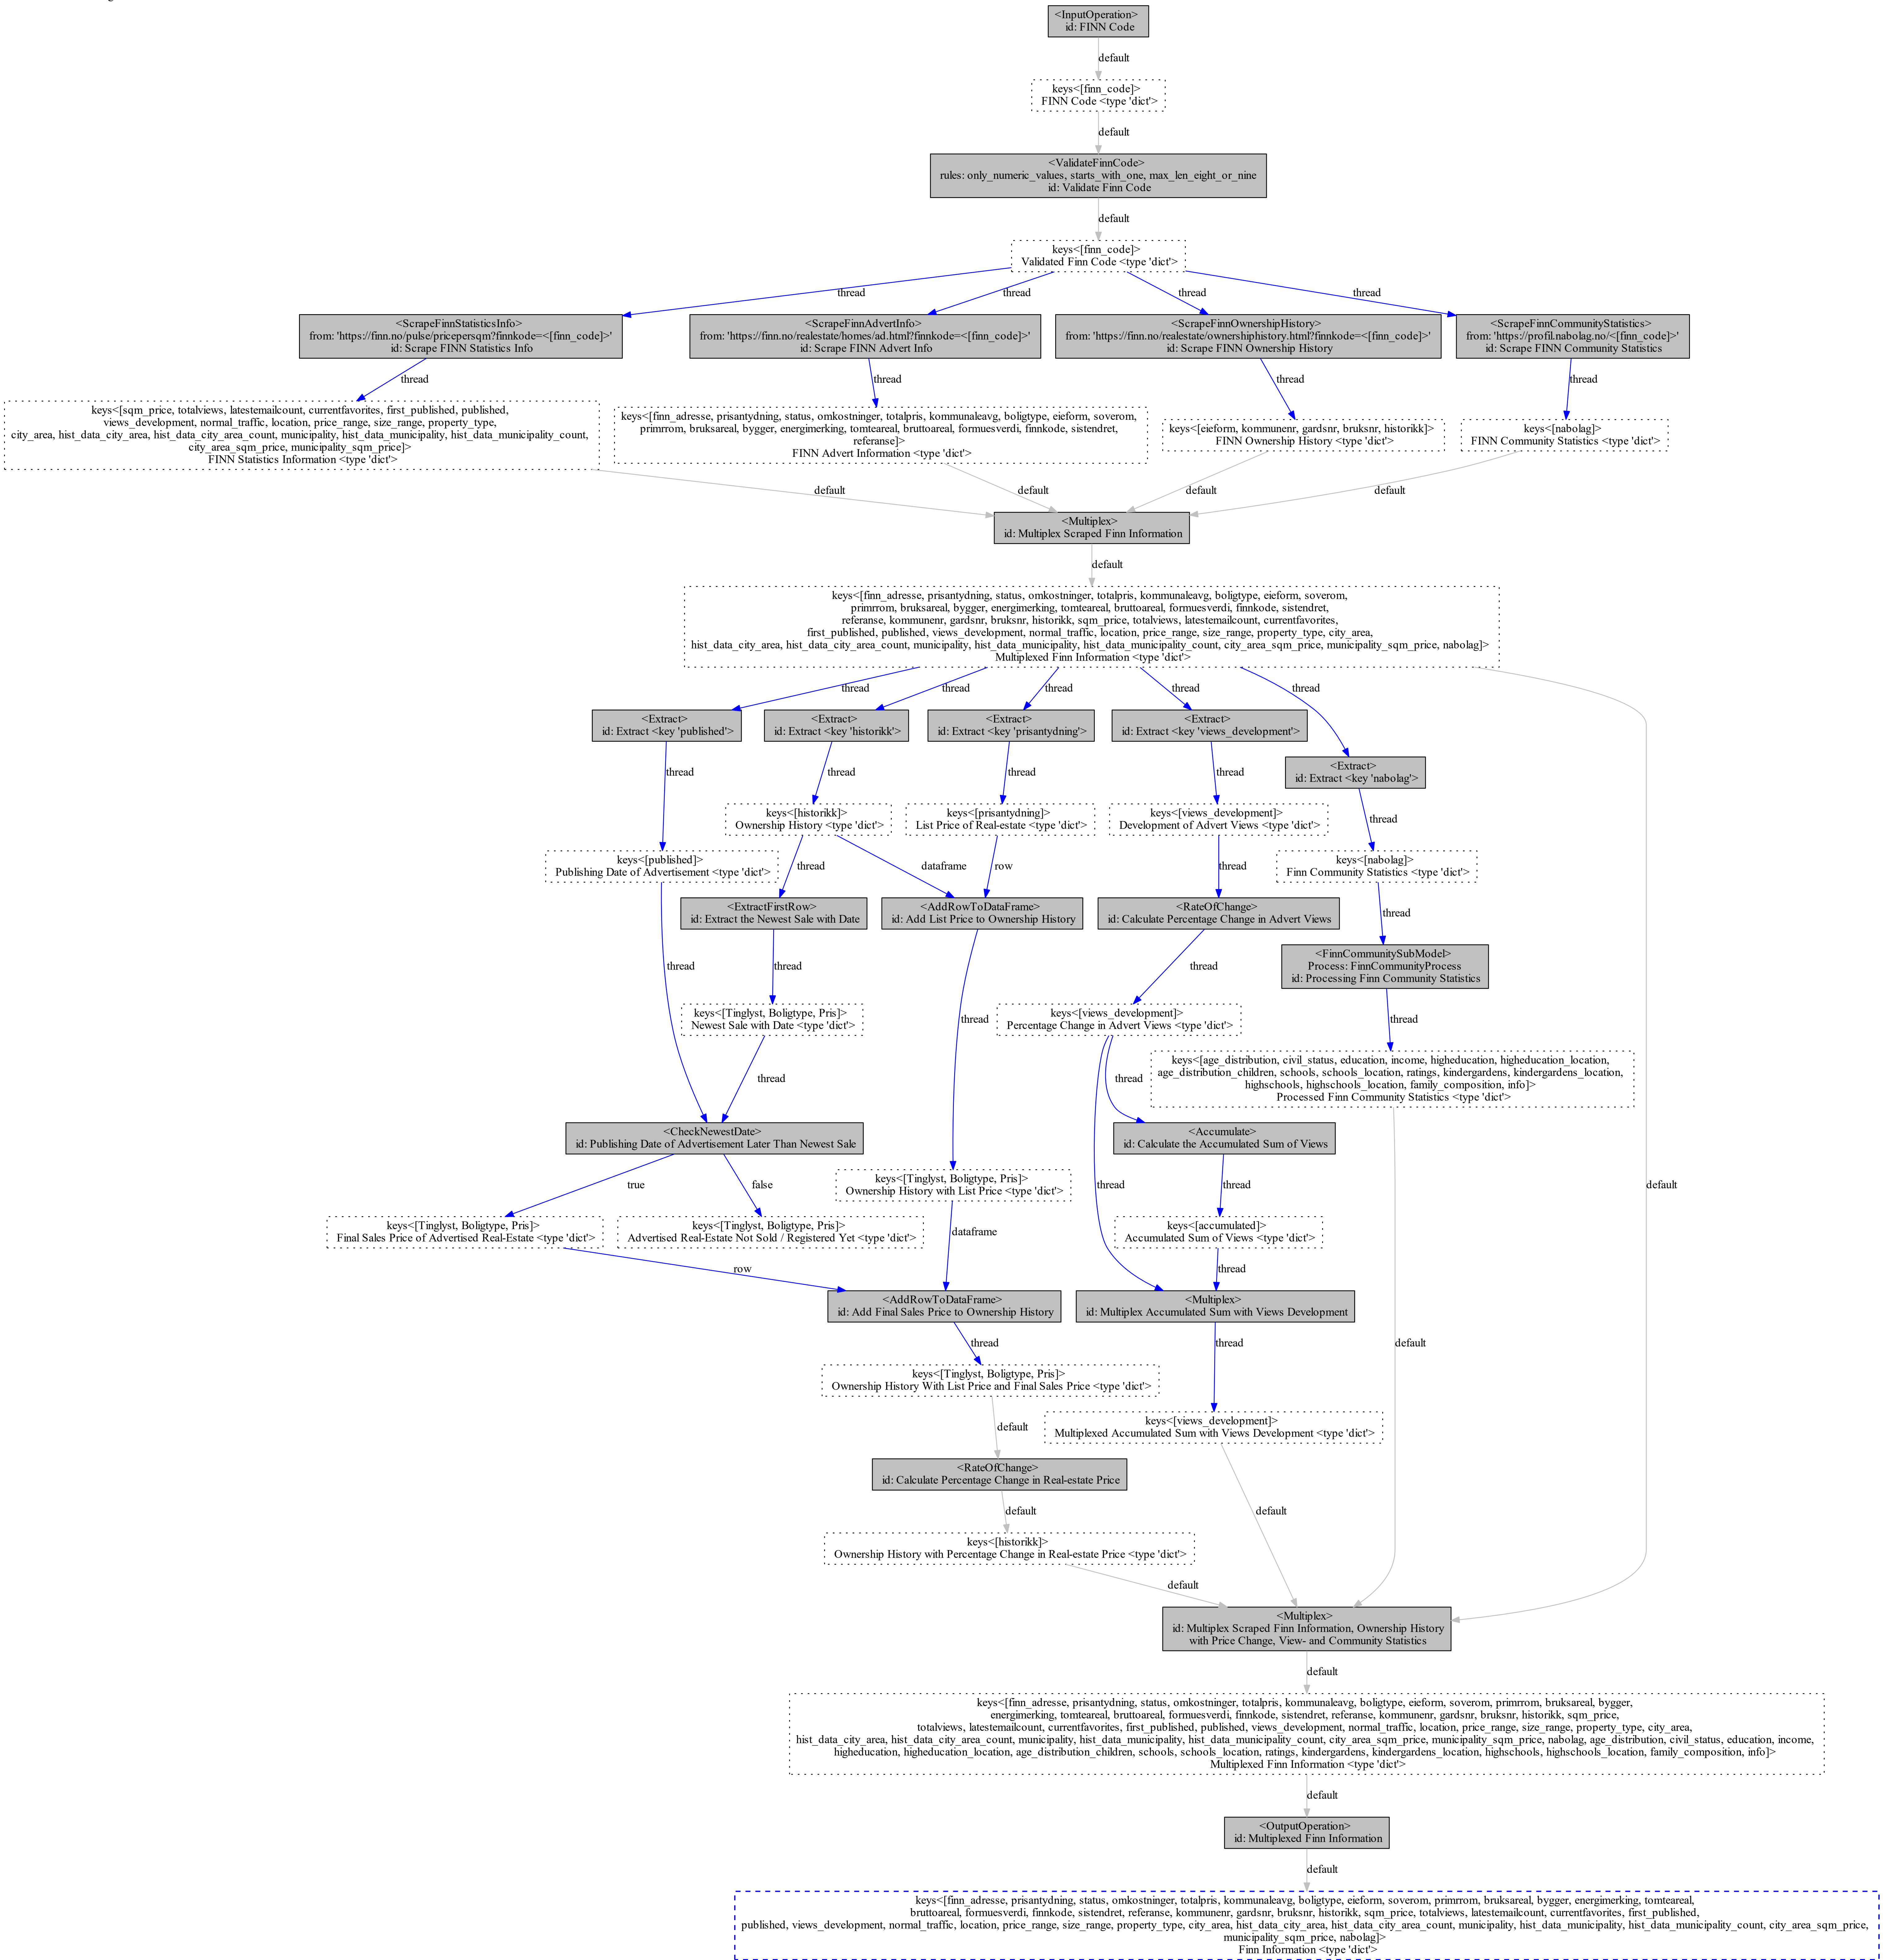 <InputOperation>
id: FINN Code
default
keys<[finn_code]>
FINN Code <type 'dict'>
default
<ValidateFinnCode>
rules: only_numeric_values, starts_with_one, max_len_eight_or_nine
id: Validate Finn Code
default
keys<[finn_code]>
Validated Finn Code <type 'dict'>
thread
thread
thread
thread
<ScrapeFinnStatisticsInfo>
from: 'https://finn.no/pulse/pricepersqm?finnkode=<[finn_code]>'
id: Scrape FINN Statistics Info
<ScrapeFinnAdvertInfo>
from: 'https://finn.no/realestate/homes/ad.html?finnkode=<[finn_code]>'
id: Scrape FINN Advert Info
<ScrapeFinnOwnershipHistory>
from: 'https://finn.no/realestate/ownershiphistory.html?finnkode=<[finn_code]>'
id: Scrape FINN Ownership History
<ScrapeFinnCommunityStatistics>
from: 'https://profil.nabolag.no/<[finn_code]>'
id: Scrape FINN Community Statistics
thread
thread
thread
thread
keys<[sqm_price, totalviews, latestemailcount, currentfavorites, first_published, published,
views_development, normal_traffic, location, price_range, size_range, property_type,
city_area, hist_data_city_area, hist_data_city_area_count, municipality, hist_data_municipality, hist_data_municipality_count,
city_area_sqm_price, municipality_sqm_price]>
FINN Statistics Information <type 'dict'>
keys<[finn_adresse, prisantydning, status, omkostninger, totalpris, kommunaleavg, boligtype, eieform, soverom,
primrrom, bruksareal, bygger, energimerking, tomteareal, bruttoareal, formuesverdi, finnkode, sistendret,
referanse]>
FINN Advert Information <type 'dict'>
keys<[eieform, kommunenr, gardsnr, bruksnr, historikk]>
FINN Ownership History <type 'dict'>
keys<[nabolag]>
FINN Community Statistics <type 'dict'>
default
default
default
default
<Multiplex>
id: Multiplex Scraped Finn Information
default
keys<[finn_adresse, prisantydning, status, omkostninger, totalpris, kommunaleavg, boligtype, eieform, soverom,
primrrom, bruksareal, bygger, energimerking, tomteareal, bruttoareal, formuesverdi, finnkode, sistendret,
referanse, kommunenr, gardsnr, bruksnr, historikk, sqm_price, totalviews, latestemailcount, currentfavorites,
first_published, published, views_development, normal_traffic, location, price_range, size_range, property_type, city_area,
hist_data_city_area, hist_data_city_area_count, municipality, hist_data_municipality, hist_data_municipality_count, city_area_sqm_price, municipality_sqm_price, nabolag]>
Multiplexed Finn Information <type 'dict'>
thread
thread
thread
thread
thread
<Extract>
id: Extract <key 'published'>
<Extract>
id: Extract <key 'historikk'>
<Extract>
id: Extract <key 'prisantydning'>
<Extract>
id: Extract <key 'views_development'>
<Extract>
id: Extract <key 'nabolag'>
thread
thread
thread
thread
thread
keys<[historikk]>
Ownership History <type 'dict'>
keys<[prisantydning]>
List Price of Real-estate <type 'dict'>
keys<[views_development]>
Development of Advert Views <type 'dict'>
keys<[published]>
Publishing Date of Advertisement <type 'dict'>
keys<[nabolag]>
Finn Community Statistics <type 'dict'>
thread
dataframe
row
thread
thread
<ExtractFirstRow>
id: Extract the Newest Sale with Date
<AddRowToDataFrame>
id: Add List Price to Ownership History
<RateOfChange>
id: Calculate Percentage Change in Advert Views
<FinnCommunitySubModel>
Process: FinnCommunityProcess
id: Processing Finn Community Statistics
thread
thread
thread
thread
thread
keys<[Tinglyst, Boligtype, Pris]>
Newest Sale with Date <type 'dict'>
keys<[views_development]>
Percentage Change in Advert Views <type 'dict'>
keys<[age_distribution, civil_status, education, income, higheducation, higheducation_location,
age_distribution_children, schools, schools_location, ratings, kindergardens, kindergardens_location,
highschools, highschools_location, family_composition, info]>
Processed Finn Community Statistics <type 'dict'>
thread
thread
<CheckNewestDate>
id: Publishing Date of Advertisement Later Than Newest Sale
<Accumulate>
id: Calculate the Accumulated Sum of Views
true
false
keys<[Tinglyst, Boligtype, Pris]>
Ownership History with List Price <type 'dict'>
thread
thread
default
keys<[Tinglyst, Boligtype, Pris]>
Final Sales Price of Advertised Real-Estate <type 'dict'>
keys<[Tinglyst, Boligtype, Pris]>
Advertised Real-Estate Not Sold / Registered Yet <type 'dict'>
dataframe
keys<[accumulated]>
Accumulated Sum of Views <type 'dict'>
row
thread
<AddRowToDataFrame>
id: Add Final Sales Price to Ownership History
<Multiplex>
id: Multiplex Accumulated Sum with Views Development
thread
thread
default
keys<[Tinglyst, Boligtype, Pris]>
Ownership History With List Price and Final Sales Price <type 'dict'>
default
keys<[views_development]>
Multiplexed Accumulated Sum with Views Development <type 'dict'>
<RateOfChange>
id: Calculate Percentage Change in Real-estate Price
default
default
keys<[historikk]>
Ownership History with Percentage Change in Real-estate Price <type 'dict'>
default
<Multiplex>
id: Multiplex Scraped Finn Information, Ownership History
with Price Change, View- and Community Statistics
default
keys<[finn_adresse, prisantydning, status, omkostninger, totalpris, kommunaleavg, boligtype, eieform, soverom, primrrom, bruksareal, bygger,
energimerking, tomteareal, bruttoareal, formuesverdi, finnkode, sistendret, referanse, kommunenr, gardsnr, bruksnr, historikk, sqm_price,
totalviews, latestemailcount, currentfavorites, first_published, published, views_development, normal_traffic, location, price_range, size_range, property_type, city_area,
hist_data_city_area, hist_data_city_area_count, municipality, hist_data_municipality, hist_data_municipality_count, city_area_sqm_price, municipality_sqm_price, nabolag, age_distribution, civil_status, education, income,
higheducation, higheducation_location, age_distribution_children, schools, schools_location, ratings, kindergardens, kindergardens_location, highschools, highschools_location, family_composition, info]>
Multiplexed Finn Information <type 'dict'>
default
<OutputOperation>
id: Multiplexed Finn Information
default
keys<[finn_adresse, prisantydning, status, omkostninger, totalpris, kommunaleavg, boligtype, eieform, soverom, primrrom, bruksareal, bygger, energimerking, tomteareal,
bruttoareal, formuesverdi, finnkode, sistendret, referanse, kommunenr, gardsnr, bruksnr, historikk, sqm_price, totalviews, latestemailcount, currentfavorites, first_published,
published, views_development, normal_traffic, location, price_range, size_range, property_type, city_area, hist_data_city_area, hist_data_city_area_count, municipality, hist_data_municipality, hist_data_municipality_count, city_area_sqm_price,
municipality_sqm_price, nabolag]>
Finn Information <type 'dict'>